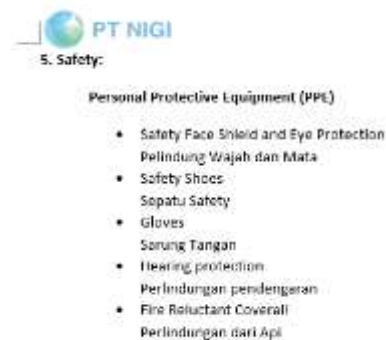 PT NIGI
5. Safety:
Personal Protective Equipment (PPE)
• Safety Face Shield and Eye Protection
Pelindung Wajah dan Mata
• Safety Shoes
Sepatu Safety
• Gloves
Sarung Tangan
• Hearing protection
Perlindungan pendengaran
• Fire Reluctant Coverall
Perlindungan dari Api